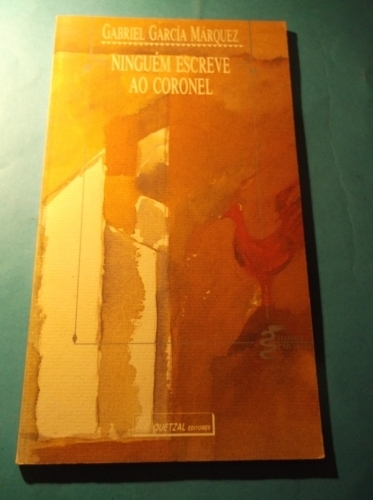 GABRIEL GARCÍA MÁRQUEZ
NINGUÉM ESCREVE
AO CORONEL
QUETZAL EDITORES